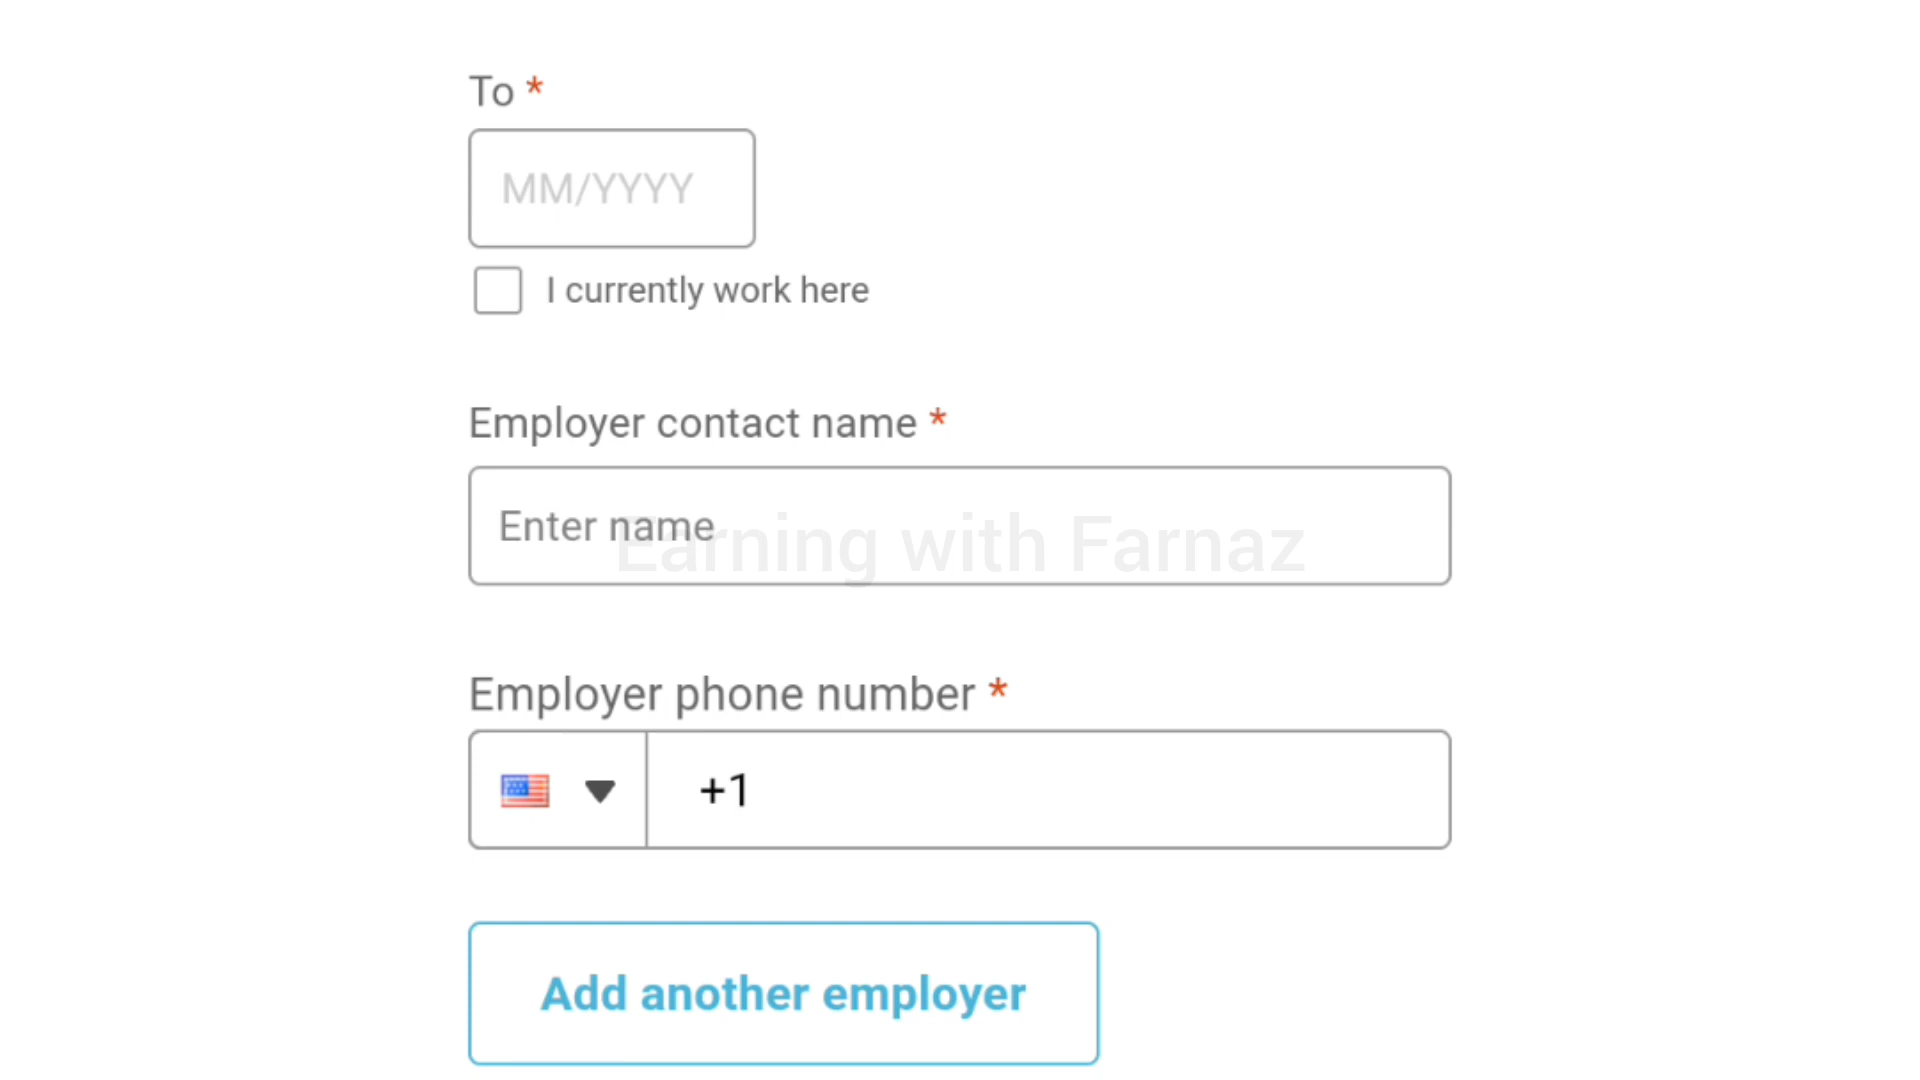 To *
MM/YYYY
I currently work here
Employer contact name *
Enter name
Earning with Farnaz
Employer phone number *
+1
Add another employer